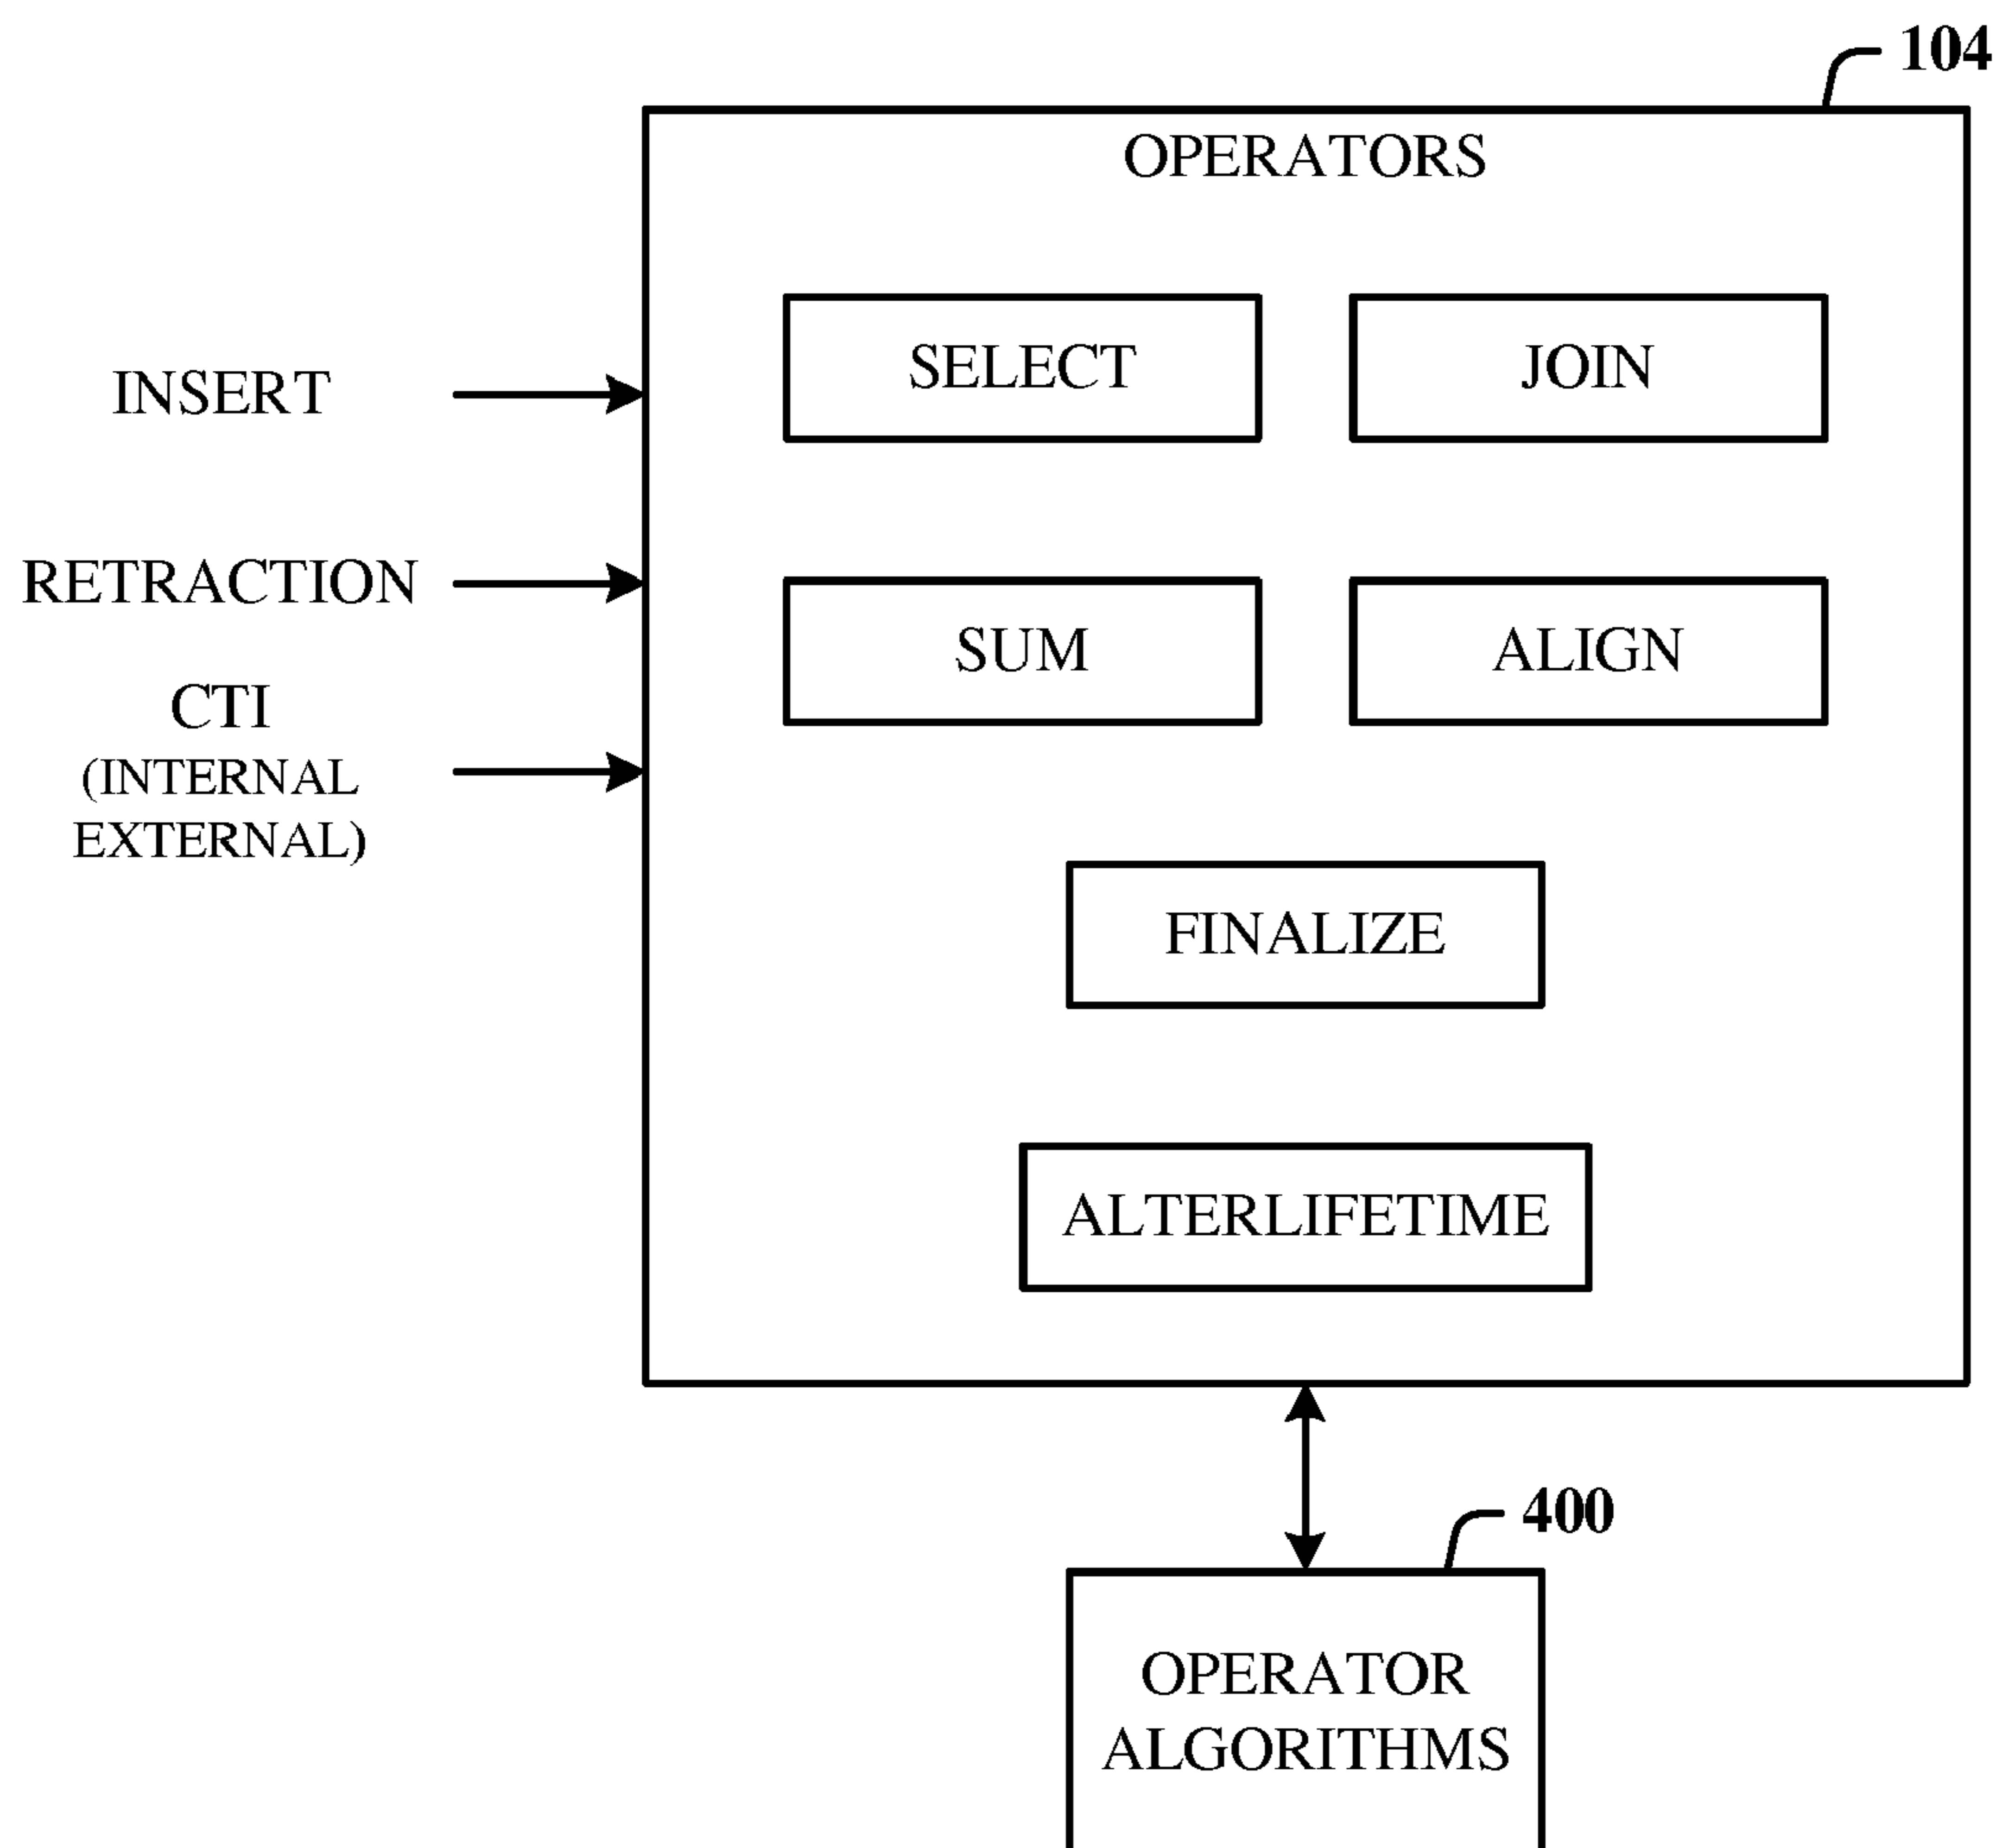 104
OPERATORS
SELECT
JOIN
INSERT
RETRACTION
SUM
ALIGN
CTI
(INTERNAL
EXTERNAL)
FINALIZE
ALTERLIFETIME
400
OPERATOR
ALGORITHMS